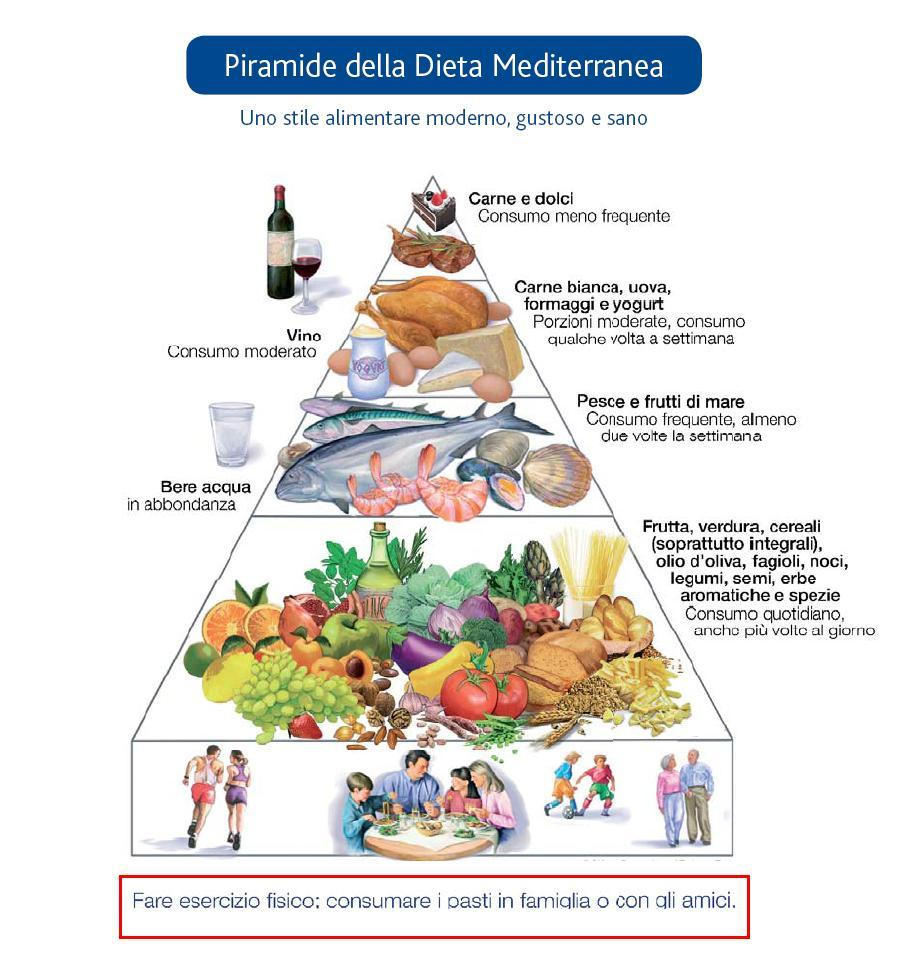 Piramide della Dieta Mediterranea
Uno stile alimentare moderno, gustoso e sano
Carne e dolci
Consumo meno frequente
Carne bianca, uova,
formaggi e yogurt
Porzioni moderate, consumo
qualche volta a settimana
Vino
Consumo moderato
YOGURT
Pesce e frutti di mare
Consumo frequente, almeno
due volte la settimana
Bere acqua
in abbondanza
Frutta, verdura, cereali
(soprattutto integrali),
olio d'oliva, fagioli, noci,
legumi, semi, erbe
aromatiche e spezie
Consumo quotidiano,
anche più volte al giorno
Fare esercizio fisico; consumare i pasti in famiglia o con gli amici.